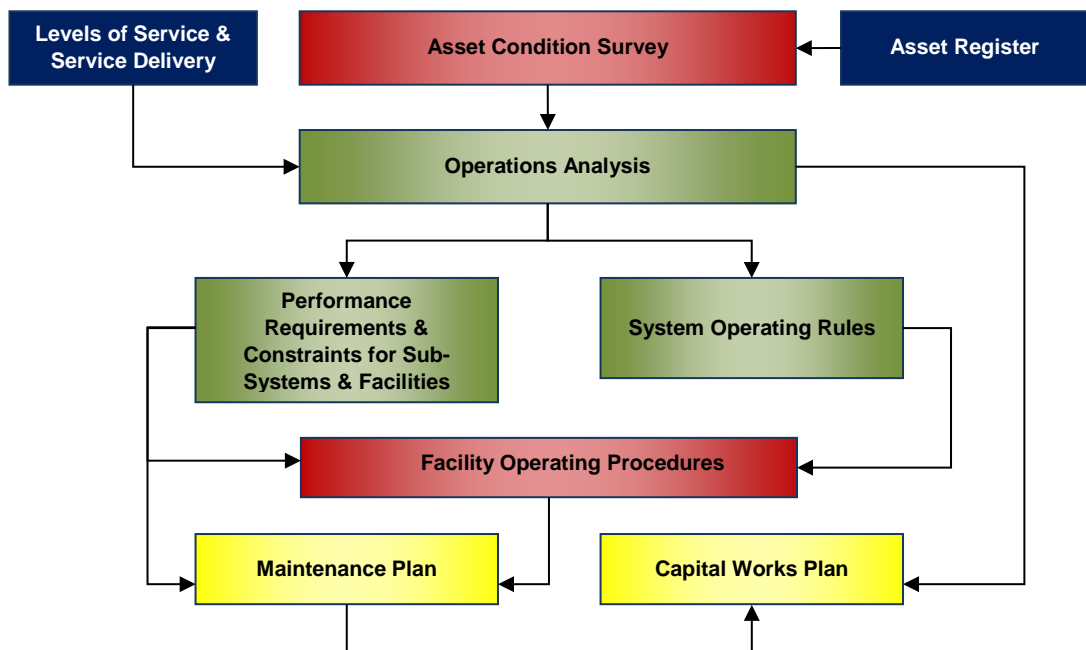 Levels of Service &
Service Delivery
Asset Condition Survey
Asset Register
Operations Analysis
Performance
Requirements &
Constraints for Sub-
Systems & Facilities
System Operating Rules
Facility Operating Procedures
Maintenance Plan
Capital Works Plan